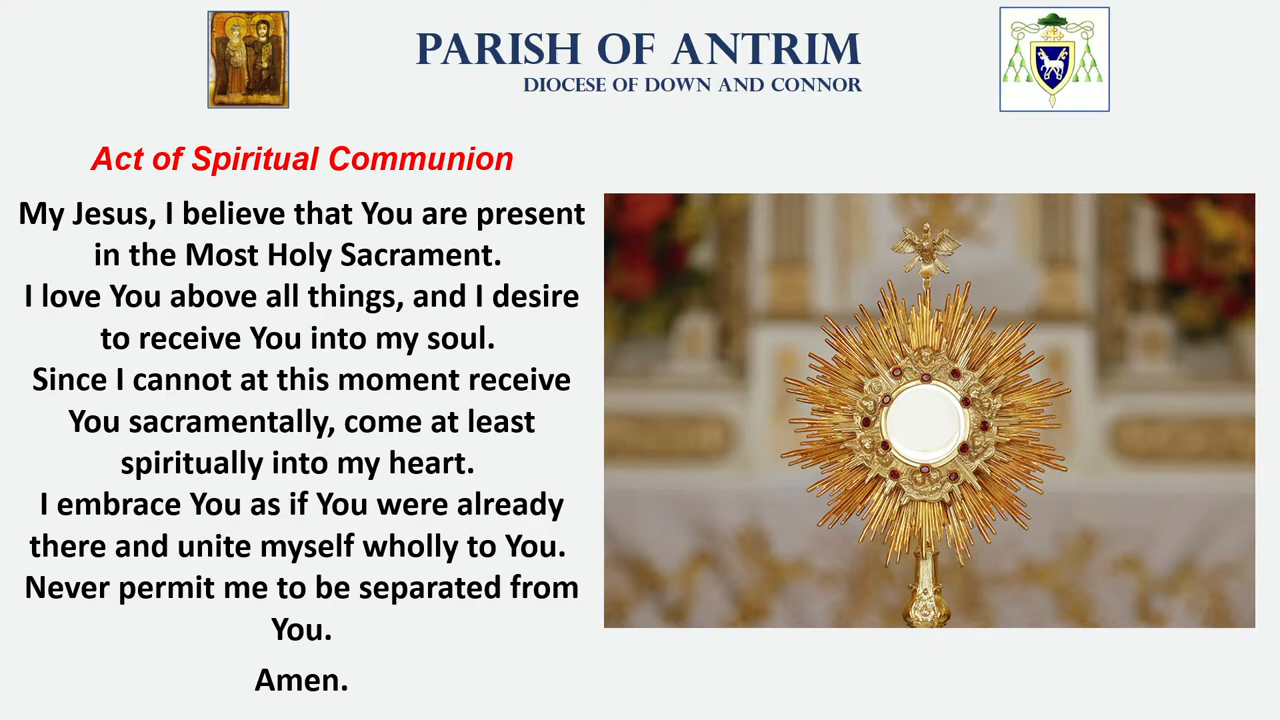 PARISH OF ANTRIM
DIOCESE OF DOWN AND CONNOR
Act of Spiritual Communion
My Jesus, I believe that You are present
in the Most Holy Sacrament.
I love You above all things, and I desire
to receive You into my soul.
Since I cannot at this moment receive
You sacramentally, come at least
spiritually into my heart.
I embrace You as if You were already
there and unite myself wholly to You.
Never permit me to be separated from
You.
Amen.